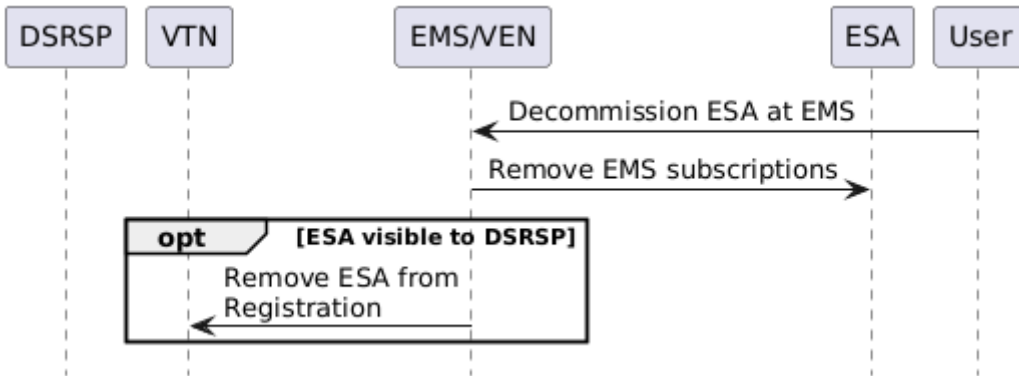 DSRSP VTN EMS/VEN ESA User
Decommission ESA at EMS
Remove EMS subscriptions
opt [ESA visible to DSRSP]
Remove ESA from
Registration